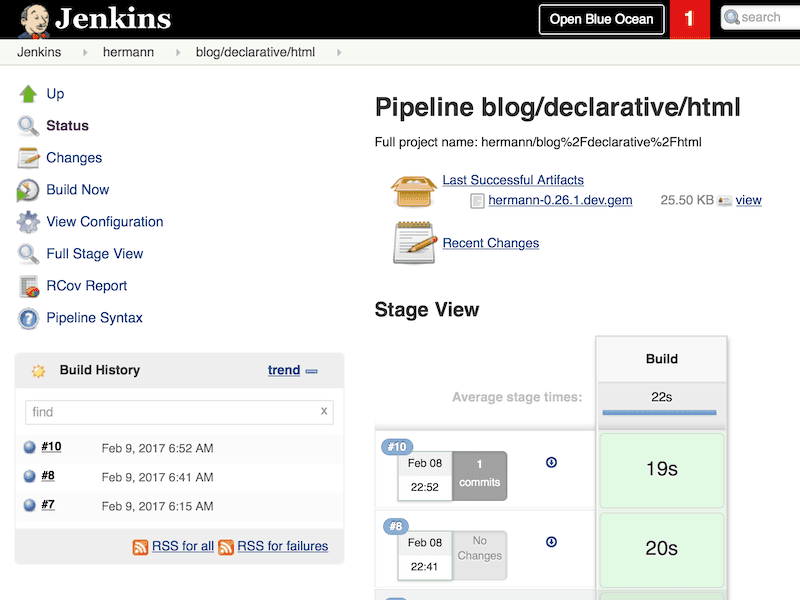 Jenkins
Open Blue Ocean
1
search
Jenkins
hermann
blog/declarative/html
Up
Status
Changes
Build Now
View Configuration
Full Stage View
RCov Report
Pipeline Syntax
Build History
trend
find
x
#10 Feb 9, 2017 6:52 AM
#8 Feb 9, 2017 6:41 AM
#7 Feb 9, 2017 6:15 AM
RSS for all RSS for failures
Pipeline blog/declarative/html
Full project name: hermann/blog%2Fdeclarative%2Fhtml
Last Successful Artifacts
hermann-0.26.1.dev.gem 25.50 KB view
Recent Changes
Stage View
Build
Average stage times: 22s
#10
Feb 08
22:52
1
commits
19s
#8
Feb 08
22:41
No
Changes
20s